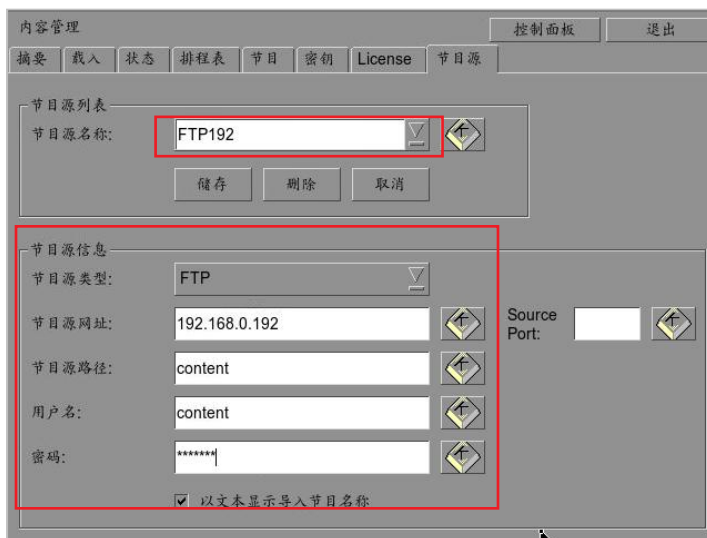 内容管理
控制面板
退出
摘要 载入 状态 排程表 节目 密钥 License 节目源
节目源列表
节目源名称: FTP192
储存 删除 取消
节目源信息
节目源类型: FTP
节目源网址: 192.168.0.192
Source Port:
节目源路径: content
用户名: content
密码: *******
以文本显示导入节目名称